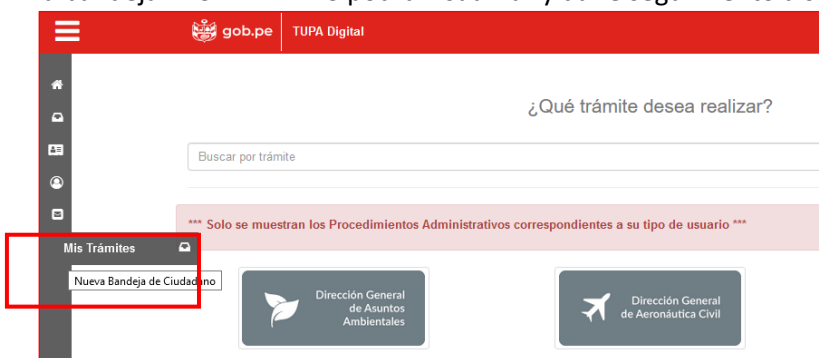 gob.pe TUPA Digital
¿Qué trámite desea realizar?
Buscar por trámite
*** Solo se muestran los Procedimientos Administrativos correspondientes a su tipo de usuario ***
Mis Trámites
Nueva Bandeja de Ciudadano
Dirección General
de Asuntos
Ambientales
Dirección General
de Aeronáutica Civil